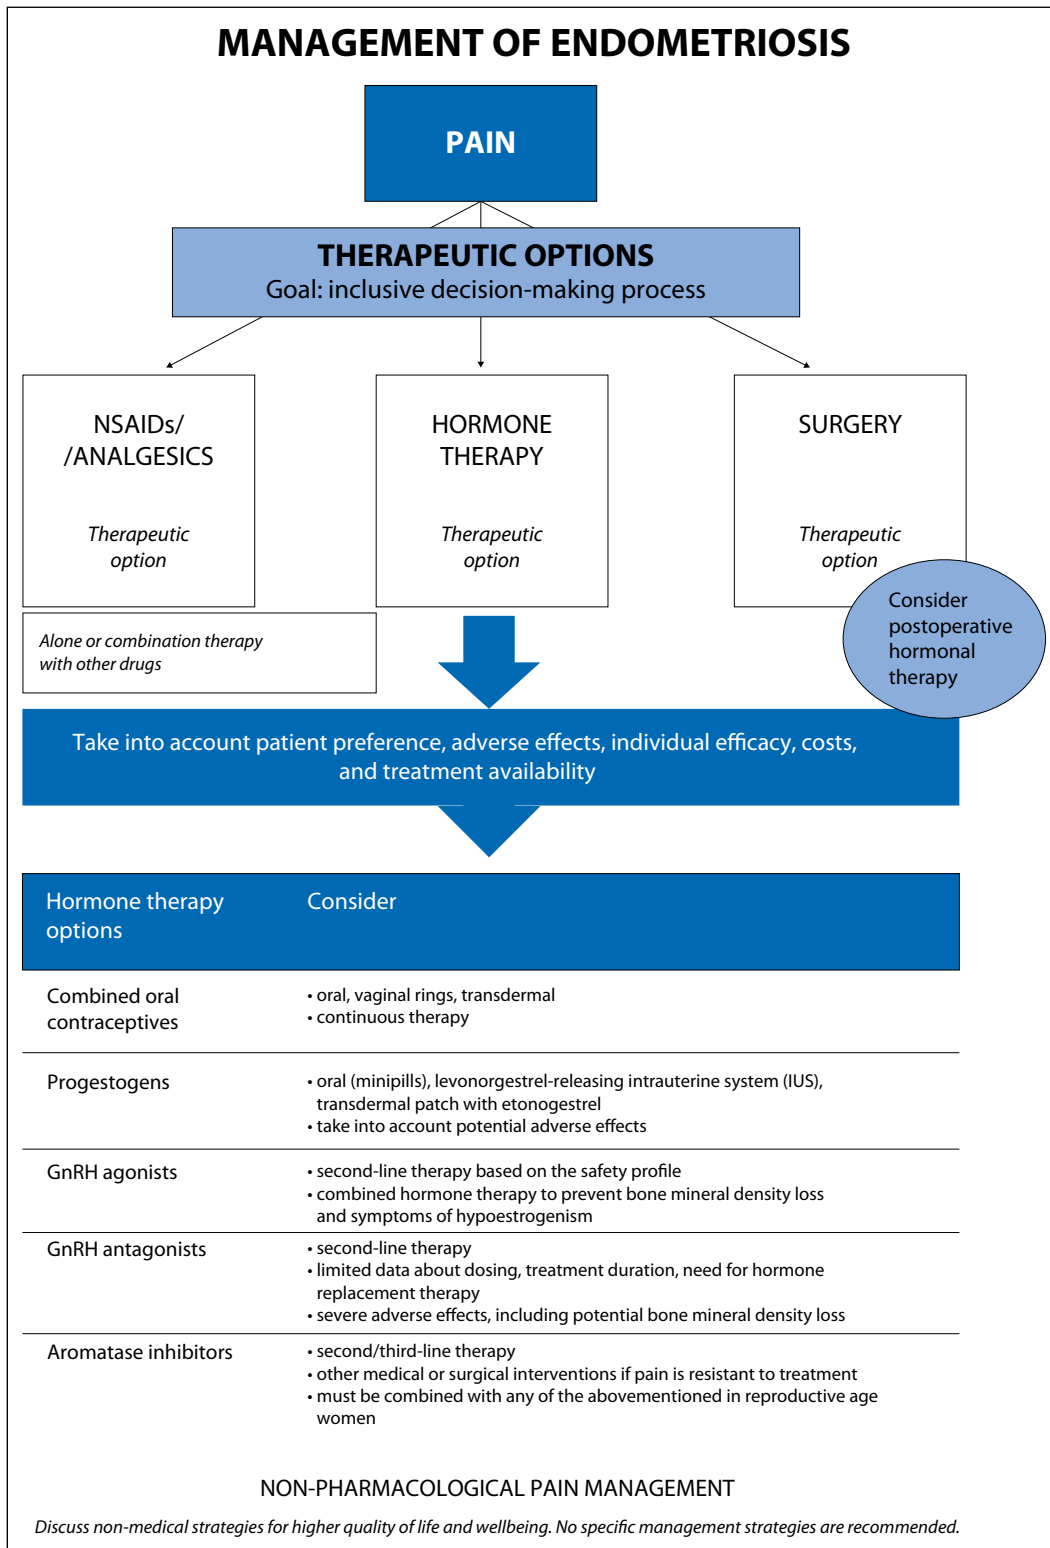 MANAGEMENT OF ENDOMETRIOSIS
PAIN
THERAPEUTIC OPTIONS
Goal: inclusive decision-making process
NSAIDs/
/ANALGESICS
Therapeutic
option
HORMONE
THERAPY
Therapeutic
option
SURGERY
Therapeutic
option
Consider
postoperative
hormonal
therapy
Alone or combination therapy
with other drugs
Take into account patient preference, adverse effects, individual efficacy, costs,
and treatment availability
Hormone therapy
options
Consider
Combined oral
contraceptives
• oral, vaginal rings, transdermal
• continuous therapy
Progestogens
• oral (minipills), levonorgestrel-releasing intrauterine system (IUS),
transdermal patch with etonogestrel
• take into account potential adverse effects
GnRH agonists
• second-line therapy based on the safety profile
• combined hormone therapy to prevent bone mineral density loss
and symptoms of hypoestrogenism
GnRH antagonists
• second-line therapy
• limited data about dosing, treatment duration, need for hormone
replacement therapy
• severe adverse effects, including potential bone mineral density loss
Aromatase inhibitors
• second/third-line therapy
• other medical or surgical interventions if pain is resistant to treatment
• must be combined with any of the abovementioned in reproductive age
women
NON-PHARMACOLOGICAL PAIN MANAGEMENT
Discuss non-medical strategies for higher quality of life and wellbeing. No specific management strategies are recommended.